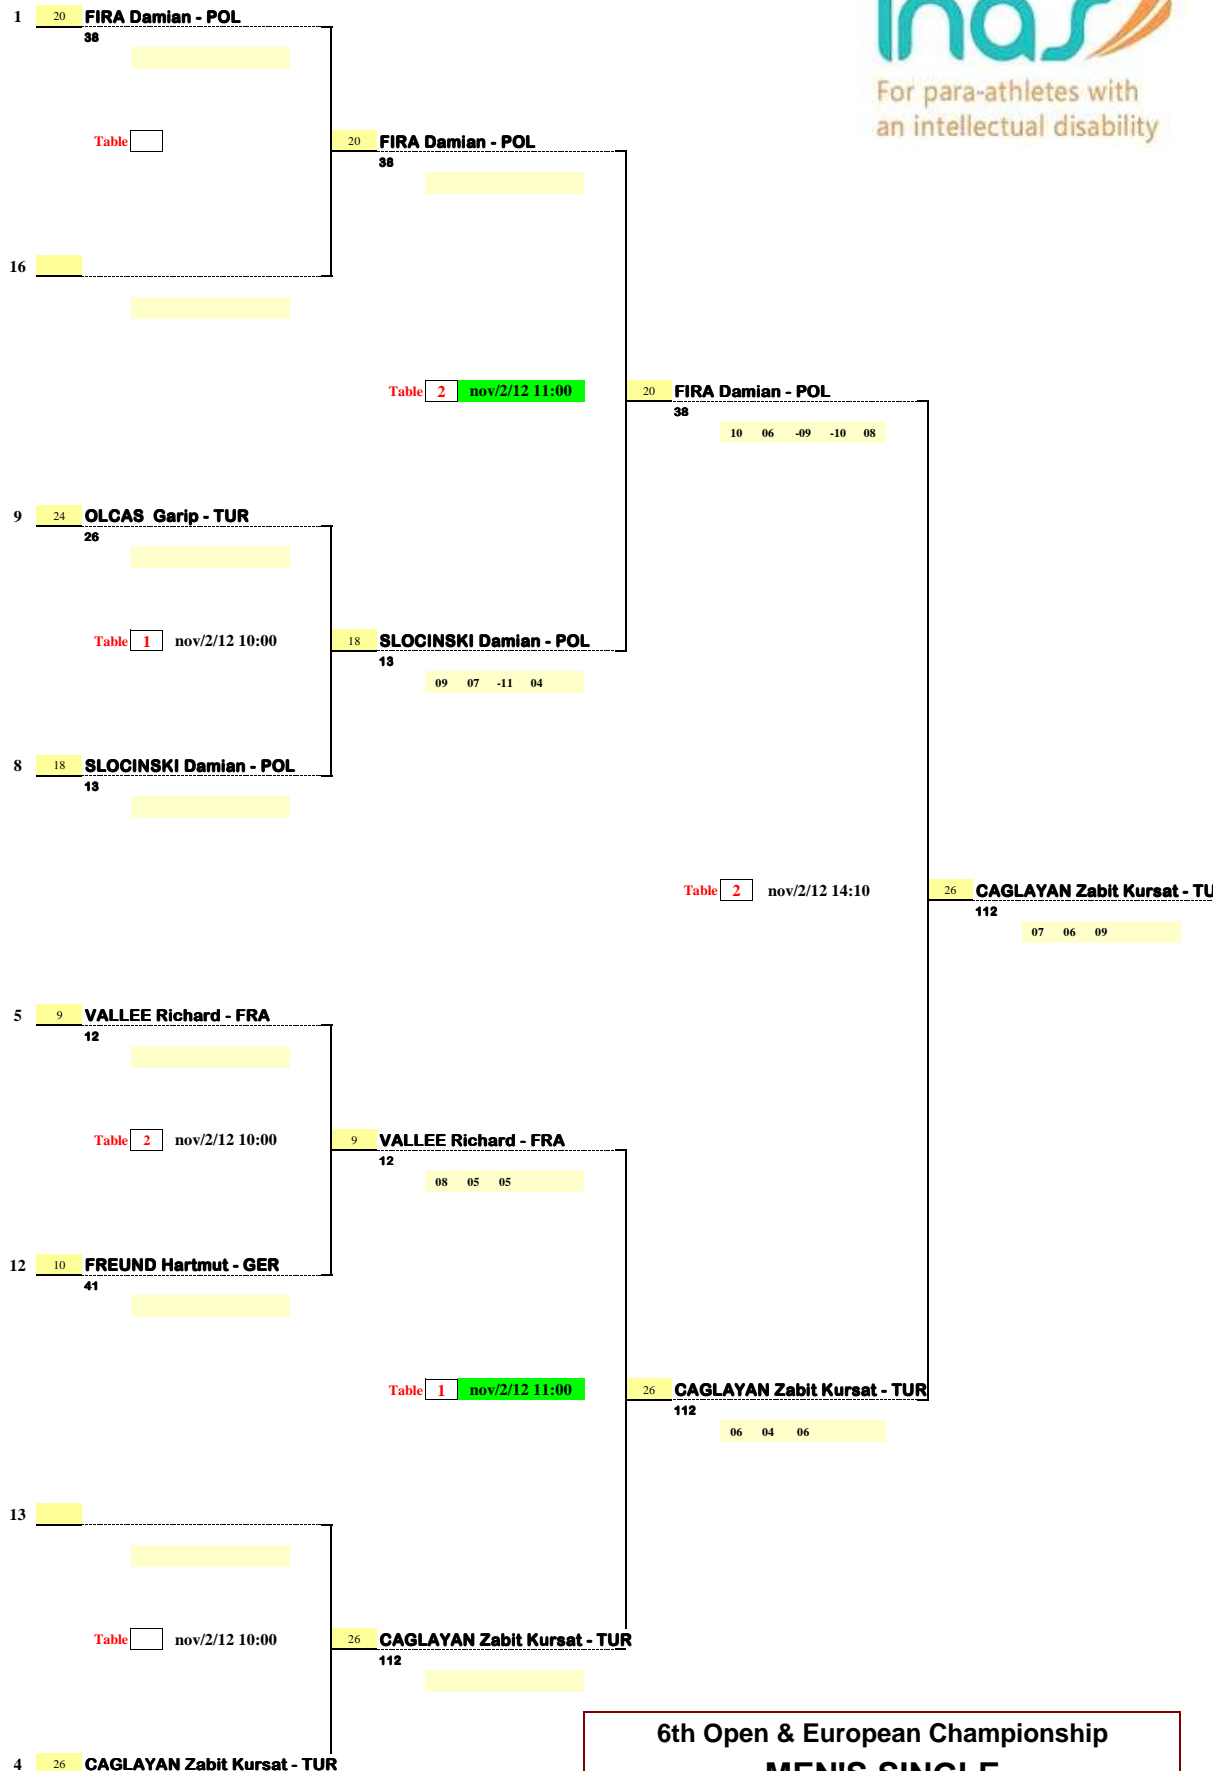 1 20 FIRA Damian - POL
38
Inas
For para-athletes with
an intellectual disability
Table
20 FIRA Damian - POL
38
16
Table 2 nov/2/12 11:00
20 FIRA Damian - POL
38
10 06 -09 -10 08
9 24 OLCAS Garip - TUR
26
Table 1 nov/2/12 10:00
18 SLOCINSKI Damian - POL
13
09 07 -11 04
8 18 SLOCINSKI Damian - POL
13
Table 2 nov/2/12 14:10
26 CAGLAYAN Zabit Kursat - TU
112
07 06 09
5 9 VALLEE Richard - FRA
12
Table 2 nov/2/12 10:00
9 VALLEE Richard - FRA
12
08 05 05
12 10 FREUND Hartmut - GER
41
Table 1 nov/2/12 11:00
26 CAGLAYAN Zabit Kursat - TUR
112
06 04 06
13
Table nov/2/12 10:00
26 CAGLAYAN Zabit Kursat - TUR
112
6th Open & European Championship
MEN'S SINGLE
4 26 CAGLAYAN Zabit Kursat - TUR